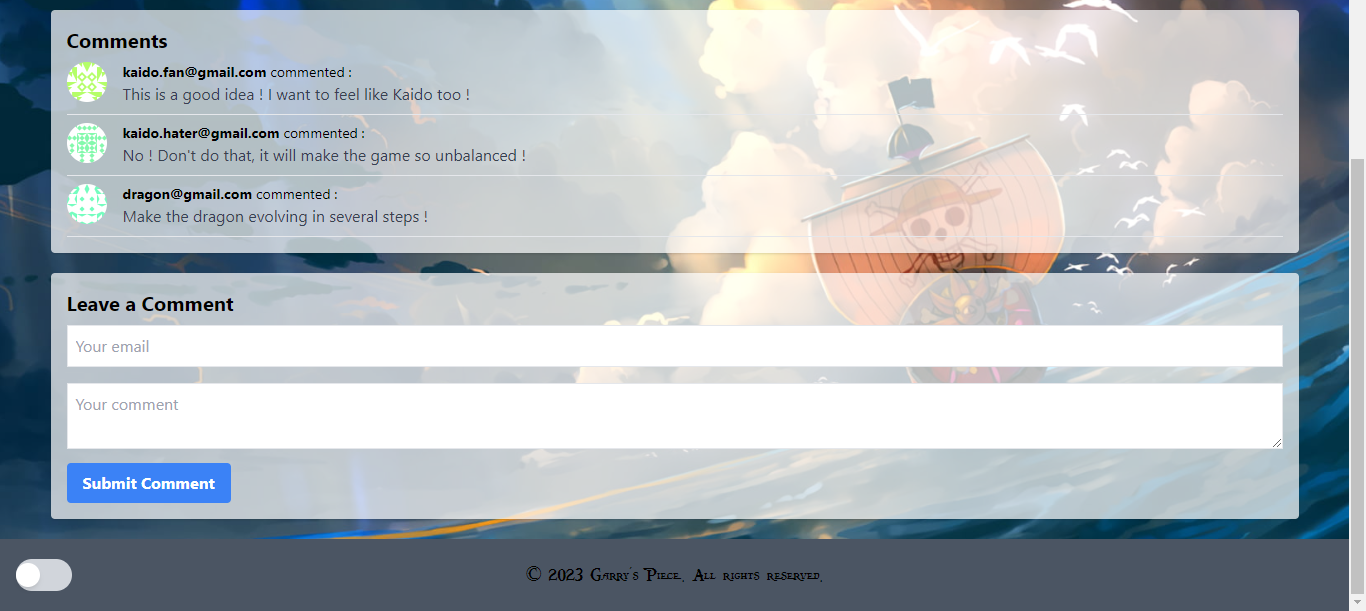 Comments
kaido.fan@gmail.com commented :
This is a good idea ! I want to feel like Kaido too !
kaido.hater@gmail.com commented :
No ! Don't do that, it will make the game so unbalanced !
dragon@gmail.com commented :
Make the dragon evolving in several steps !
Leave a Comment
Your email
Your comment
Submit Comment
© 2023 Garry's Piece. All rights reserved.